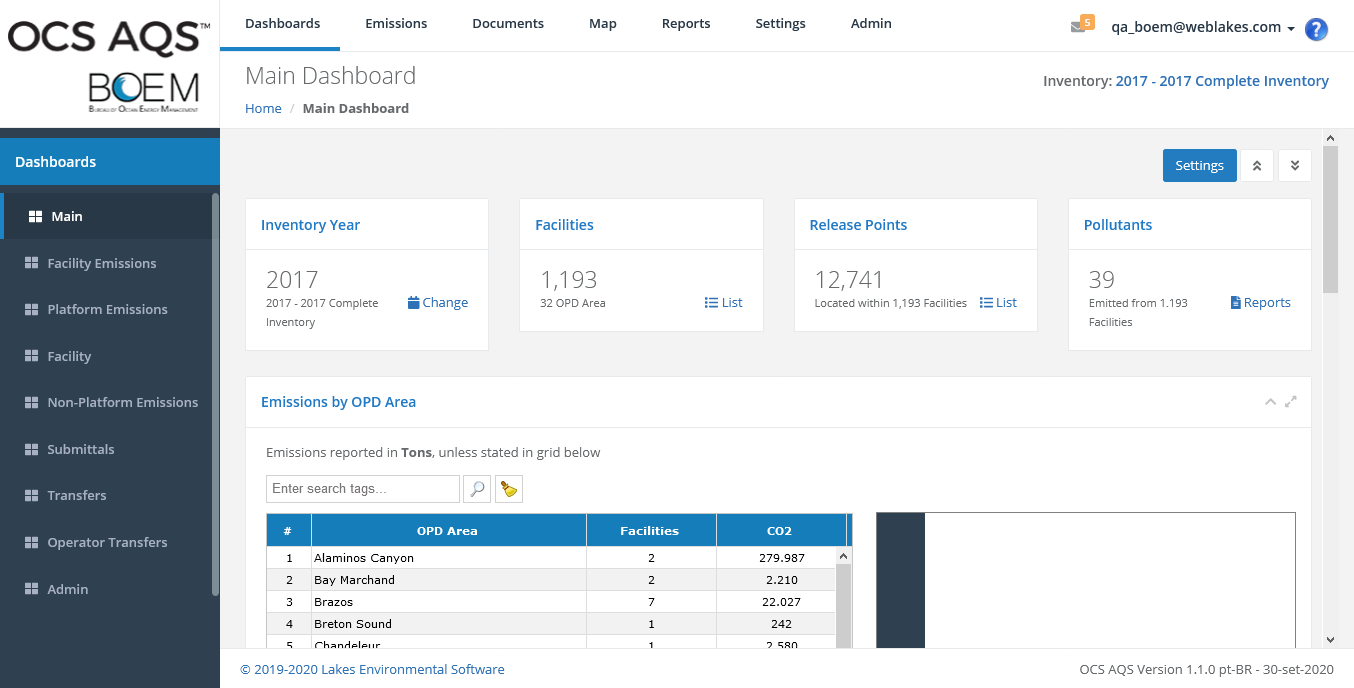 OCS AQS™
BOEM
BUREAU OF OCEAN ENERGY MANAGEMENT
Dashboards Emissions Documents Map Reports Settings Admin
5 qa_boem@weblakes.com ?
Main Dashboard
Home / Main Dashboard
Inventory: 2017 - 2017 Complete Inventory
Dashboards
Main
Facility Emissions
Platform Emissions
Facility
Non-Platform Emissions
Submittals
Transfers
Operator Transfers
Admin
Settings
Inventory Year
2017
2017 - 2017 Complete
Inventory
Change
Facilities
1,193
32 OPD Area
List
Release Points
12,741
Located within 1,193 Facilities
List
Pollutants
39
Emitted from 1.193
Facilities
Reports
Emissions by OPD Area
Emissions reported in Tons, unless stated in grid below
Enter search tags...
# OPD Area Facilities CO2
1 Alaminos Canyon 2 279.987
2 Bay Marchand 2 2.210
3 Brazos 7 22.027
4 Breton Sound 1 242
5 Chandeleur 1 2.580
© 2019-2020 Lakes Environmental Software
OCS AQS Version 1.1.0 pt-BR - 30-set-2020